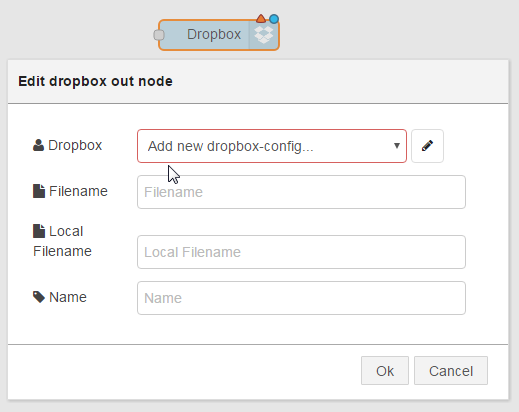 Dropbox
Edit dropbox out node
Dropbox
Add new dropbox-config...
Filename
Filename
Local
Filename
Local Filename
Name
Name
Ok
Cancel